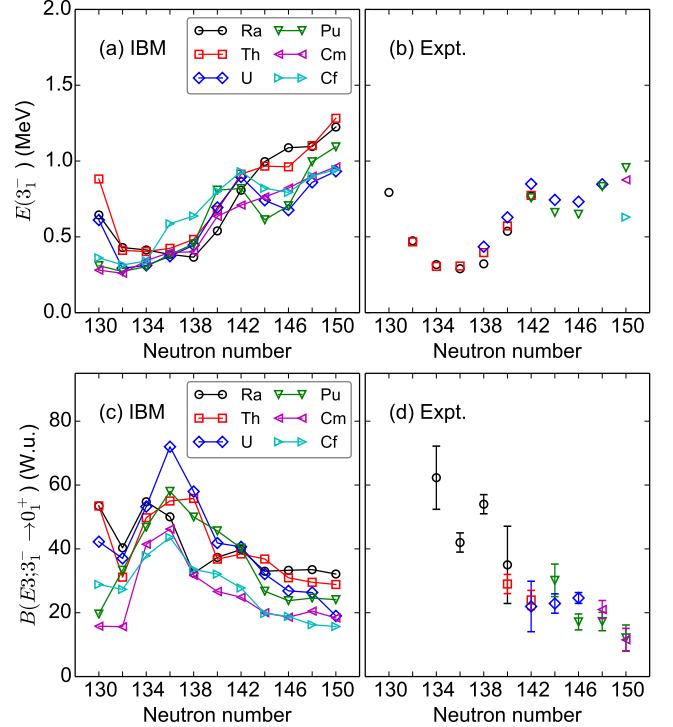 2.0
1.5
1.0
0.5
0.0
E(3₁⁻) (MeV)
(a) IBM
Ra
Th
U
Pu
Cm
Cf
130 134 138 142 146 150
Neutron number
(b) Expt.
130 134 138 142 146 150
Neutron number
80
60
40
20
0
B(E3;3₁⁻→0₁⁺) (W.u.)
(c) IBM
Ra
Th
U
Pu
Cm
Cf
130 134 138 142 146 150
Neutron number
(d) Expt.
130 134 138 142 146 150
Neutron number